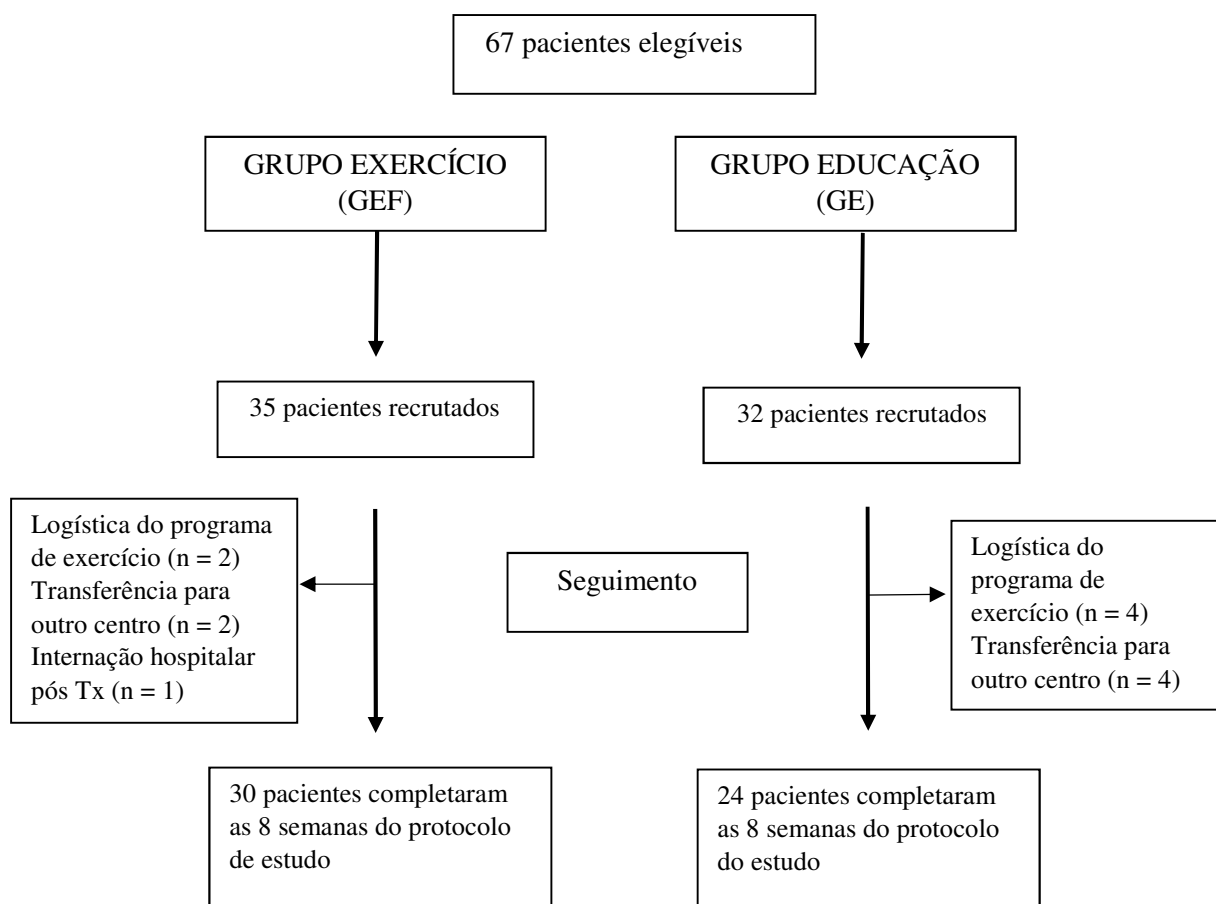 67 pacientes elegíveis
GRUPO EXERCÍCIO
(GEF)
GRUPO EDUCAÇÃO
(GE)
35 pacientes recrutados
32 pacientes recrutados
Logística do programa
de exercício (n = 2)
Transferência para
outro centro (n = 2)
Internação hospitalar
pós Tx (n = 1)
Seguimento
Logística do
programa de
exercício (n = 4)
Transferência para
outro centro (n = 4)
30 pacientes completaram
as 8 semanas do protocolo
de estudo
24 pacientes completaram
as 8 semanas do protocolo
do estudo